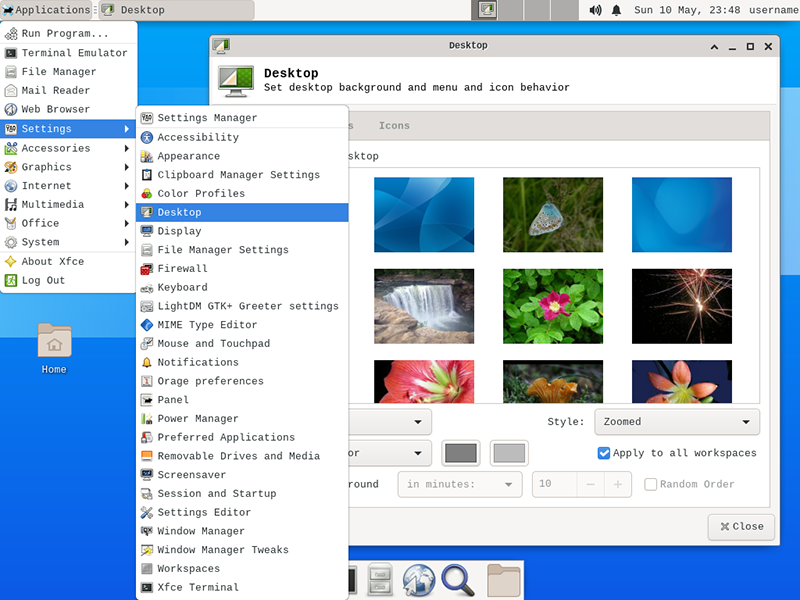 Applications
Desktop
Sun 10 May, 23:48
username
Run Program...
Terminal Emulator
File Manager
Mail Reader
Web Browser
Settings
Accessories
Graphics
Internet
Multimedia
Office
System
About Xfce
Log Out
Home
Settings Manager
Accessibility
Appearance
Clipboard Manager Settings
Color Profiles
Desktop
Display
File Manager Settings
Firewall
Keyboard
LightDM GTK+ Greeter settings
MIME Type Editor
Mouse and Touchpad
Notifications
Orage preferences
Panel
Power Manager
Preferred Applications
Removable Drives and Media
Screensaver
Session and Startup
Settings Editor
Window Manager
Window Manager Tweaks
Workspaces
Xfce Terminal
Desktop
Desktop
Set desktop background and menu and icon behavior
Icons
Style: Zoomed
Apply to all workspaces
in minutes: 10
Random Order
Close